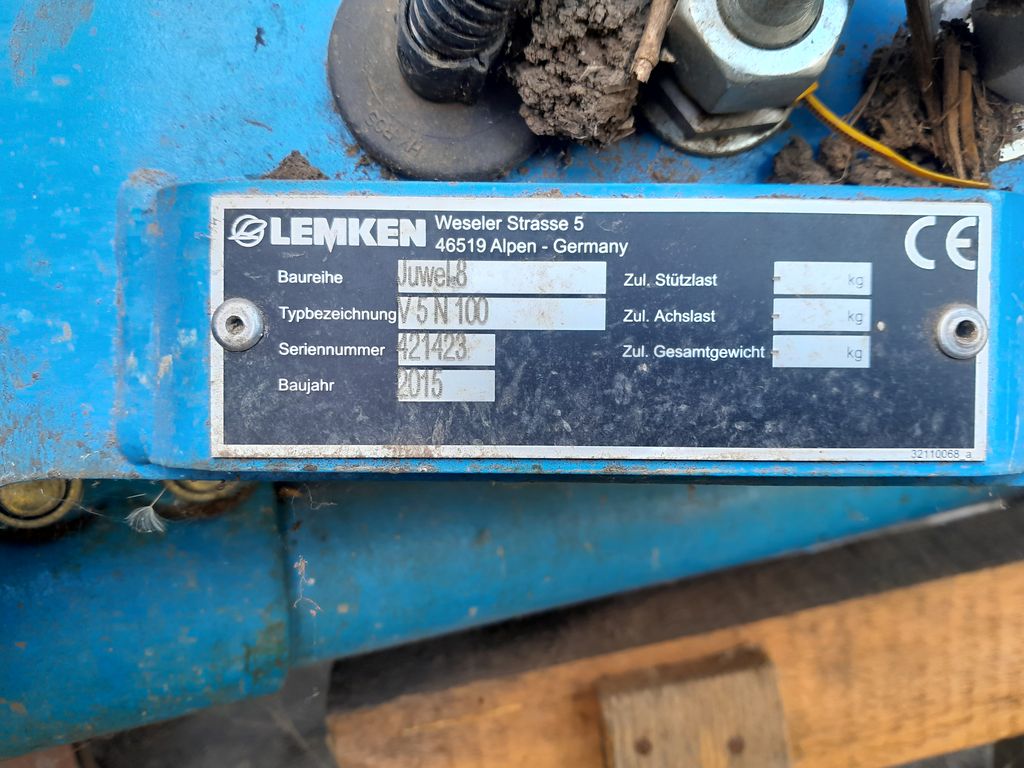 LEMKEN
Weseler Strasse 5
46519 Alpen - Germany
CE
Baureihe Juwel 8 Zul. Stützlast kg
Typbezeichnung V 5 N 100 Zul. Achslast kg
Seriennummer 421423 Zul. Gesamtgewicht kg
Baujahr 2015
32110068_a